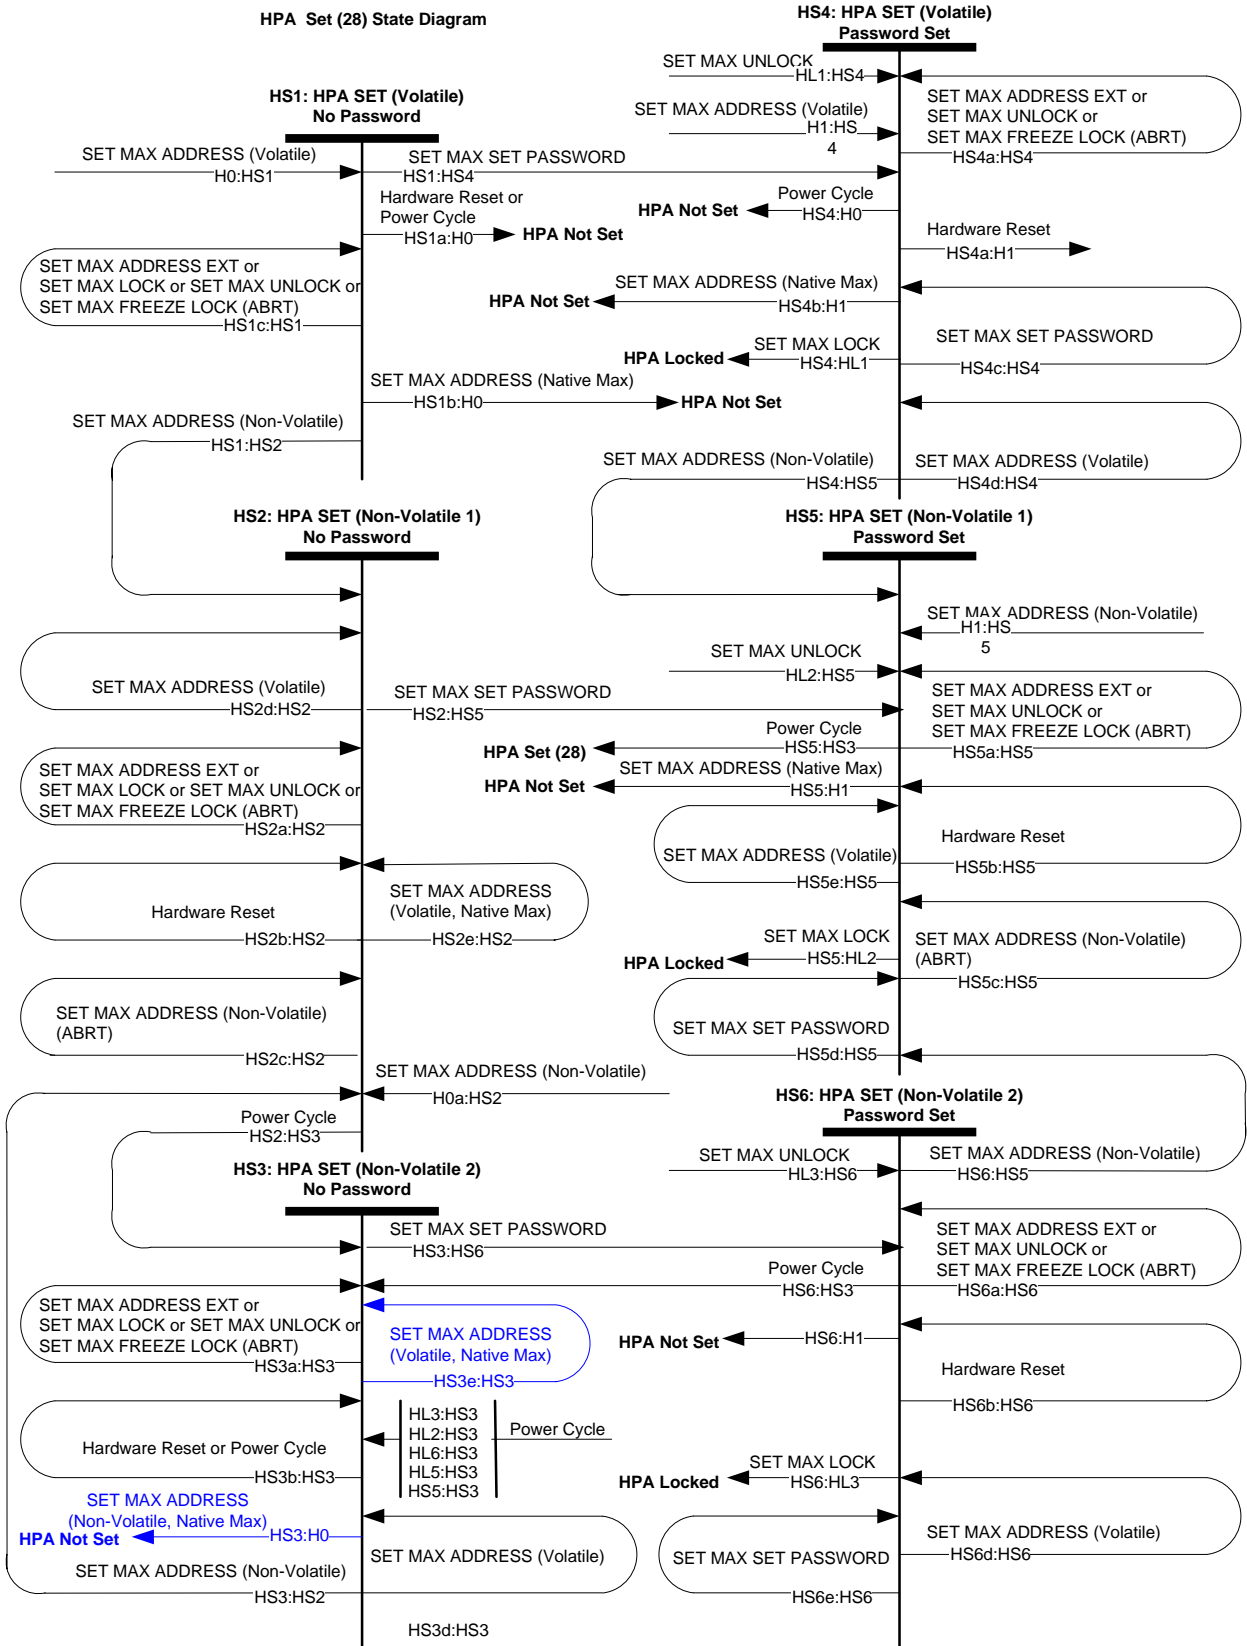 HPA Set (28) State Diagram
HS4: HPA SET (Volatile)
Password Set
SET MAX UNLOCK
HL1:HS4
SET MAX ADDRESS (Volatile)
H1:HS
4
SET MAX ADDRESS EXT or
SET MAX UNLOCK or
SET MAX FREEZE LOCK (ABRT)
HS4a:HS4
HS1: HPA SET (Volatile)
No Password
SET MAX ADDRESS (Volatile)
H0:HS1
SET MAX SET PASSWORD
HS1:HS4
Hardware Reset or
Power Cycle
HS1a:H0
HPA Not Set
Power Cycle
HPA Not Set
HS4:H0
Hardware Reset
HS4a:H1
SET MAX ADDRESS EXT or
SET MAX LOCK or SET MAX UNLOCK or
SET MAX FREEZE LOCK (ABRT)
HS1c:HS1
SET MAX ADDRESS (Native Max)
HPA Not Set
HS4b:H1
SET MAX LOCK
HPA Locked
HS4:HL1
SET MAX SET PASSWORD
HS4c:HS4
SET MAX ADDRESS (Native Max)
HS1b:H0
HPA Not Set
SET MAX ADDRESS (Non-Volatile)
HS1:HS2
SET MAX ADDRESS (Non-Volatile)
HS4:HS5
SET MAX ADDRESS (Volatile)
HS4d:HS4
HS2: HPA SET (Non-Volatile 1)
No Password
HS5: HPA SET (Non-Volatile 1)
Password Set
SET MAX ADDRESS (Non-Volatile)
H1:HS
5
SET MAX UNLOCK
HL2:HS5
SET MAX ADDRESS (Volatile)
HS2d:HS2
SET MAX SET PASSWORD
HS2:HS5
SET MAX ADDRESS EXT or
SET MAX UNLOCK or
SET MAX FREEZE LOCK (ABRT)
HS5a:HS5
Power Cycle
HPA Set (28)
HS5:HS3
SET MAX ADDRESS (Native Max)
HPA Not Set
HS5:H1
SET MAX ADDRESS EXT or
SET MAX LOCK or SET MAX UNLOCK or
SET MAX FREEZE LOCK (ABRT)
HS2a:HS2
SET MAX ADDRESS (Volatile)
HS5e:HS5
Hardware Reset
HS5b:HS5
Hardware Reset
HS2b:HS2
SET MAX ADDRESS
(Volatile, Native Max)
HS2e:HS2
SET MAX LOCK
HPA Locked
HS5:HL2
SET MAX ADDRESS (Non-Volatile)
(ABRT)
HS5c:HS5
SET MAX ADDRESS (Non-Volatile)
(ABRT)
HS2c:HS2
SET MAX SET PASSWORD
HS5d:HS5
SET MAX ADDRESS (Non-Volatile)
H0a:HS2
Power Cycle
HS2:HS3
HS6: HPA SET (Non-Volatile 2)
Password Set
SET MAX UNLOCK
HL3:HS6
SET MAX ADDRESS (Non-Volatile)
HS6:HS5
HS3: HPA SET (Non-Volatile 2)
No Password
SET MAX SET PASSWORD
HS3:HS6
SET MAX ADDRESS EXT or
SET MAX UNLOCK or
SET MAX FREEZE LOCK (ABRT)
HS6a:HS6
Power Cycle
HS6:HS3
SET MAX ADDRESS EXT or
SET MAX LOCK or SET MAX UNLOCK or
SET MAX FREEZE LOCK (ABRT)
HS3a:HS3
SET MAX ADDRESS
(Volatile, Native Max)
HS3e:HS3
HPA Not Set
HS6:H1
Hardware Reset
HS6b:HS6
HL3:HS3
HL2:HS3
HL6:HS3
HL5:HS3
HS5:HS3
Power Cycle
Hardware Reset or Power Cycle
HS3b:HS3
SET MAX LOCK
HPA Locked
HS6:HL3
SET MAX ADDRESS
(Non-Volatile, Native Max)
HPA Not Set
HS3:H0
SET MAX ADDRESS (Volatile)
SET MAX ADDRESS (Volatile)
HS6d:HS6
SET MAX ADDRESS (Non-Volatile)
HS3:HS2
SET MAX SET PASSWORD
HS6e:HS6
HS3d:HS3